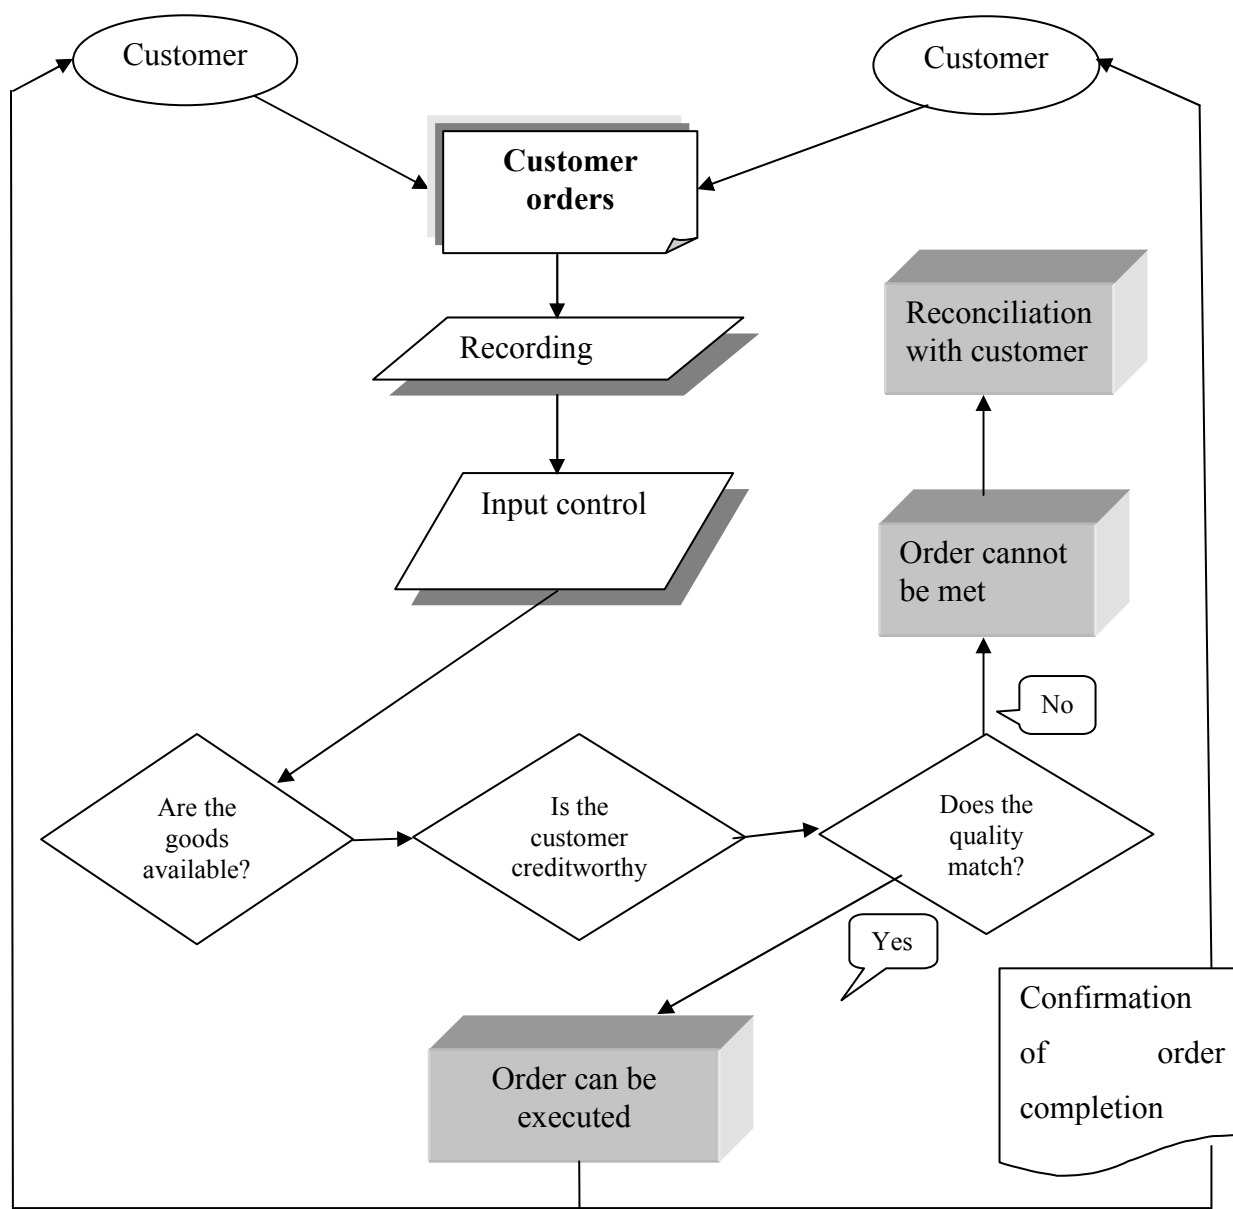 Customer
Customer
Customer
orders
Recording
Reconciliation
with customer
Input control
Order cannot
be met
No
Are the
goods
available?
Is the
customer
creditworthy
Does the
quality
match?
Yes
Confirmation
of order
completion
Order can be
executed